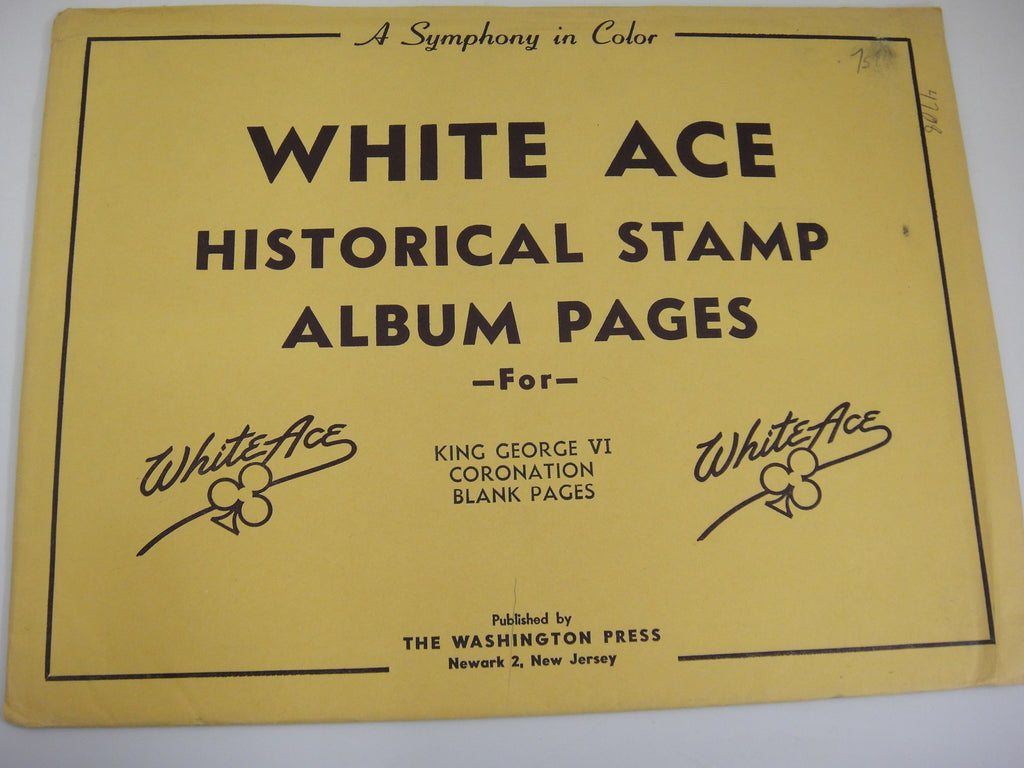 A Symphony in Color
4708
WHITE ACE
HISTORICAL STAMP
ALBUM PAGES
—For—
White Ace
KING GEORGE VI
CORONATION
BLANK PAGES
White Ace
Published by
THE WASHINGTON PRESS
Newark 2, New Jersey